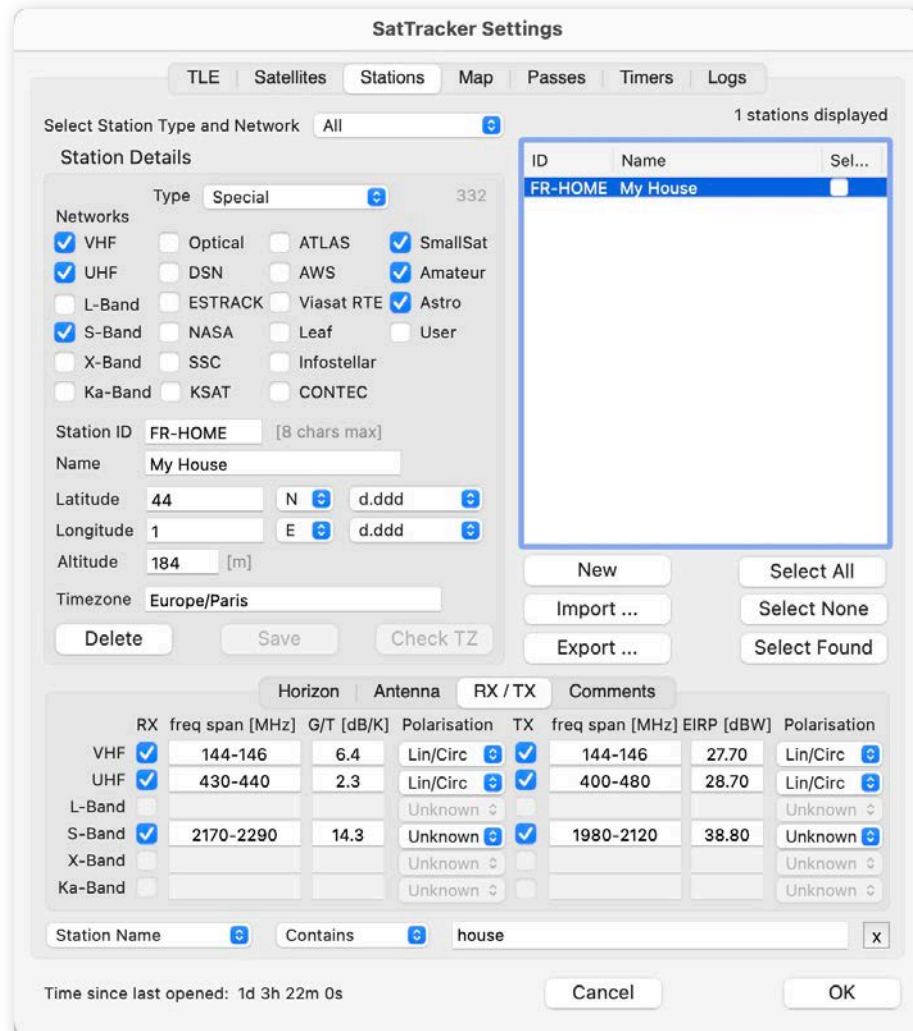 SatTracker Settings
TLE Satellites Stations Map Passes Timers Logs
Select Station Type and Network All
1 stations displayed
Station Details
Type Special 332
Networks
VHF Optical ATLAS SmallSat
UHF DSN AWS Amateur
L-Band ESTRACK Viasat RTE Astro
S-Band NASA Leaf User
X-Band SSC Infostellar
Ka-Band KSAT CONTEC
Station ID FR-HOME [8 chars max]
Name My House
Latitude 44 N d.ddd
Longitude 1 E d.ddd
Altitude 184 [m]
Timezone Europe/Paris
Delete Save Check TZ
ID Name Sel...
FR-HOME My House
New Select All
Import ... Select None
Export ... Select Found
Horizon Antenna RX / TX Comments
RX freq span [MHz] G/T [dB/K] Polarisation TX freq span [MHz] EIRP [dBW] Polarisation
VHF 144-146 6.4 Lin/Circ 144-146 27.70 Lin/Circ
UHF 430-440 2.3 Lin/Circ 400-480 28.70 Lin/Circ
L-Band Unknown Unknown
S-Band 2170-2290 14.3 Unknown 1980-2120 38.80 Unknown
X-Band Unknown Unknown
Ka-Band Unknown Unknown
Station Name Contains house x
Time since last opened: 1d 3h 22m 0s
Cancel OK